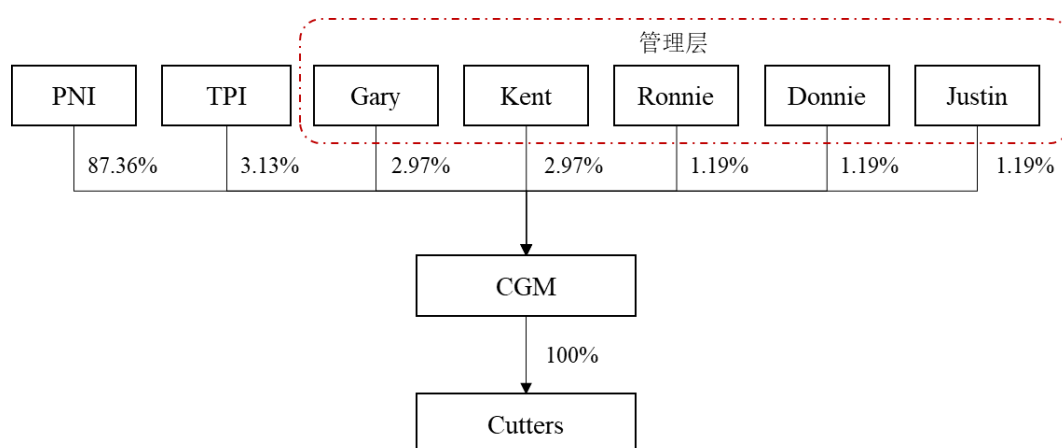 管理层
PNI TPI Gary Kent Ronnie Donnie Justin
87.36% 3.13% 2.97% 2.97% 1.19% 1.19% 1.19%
CGM
100%
Cutters